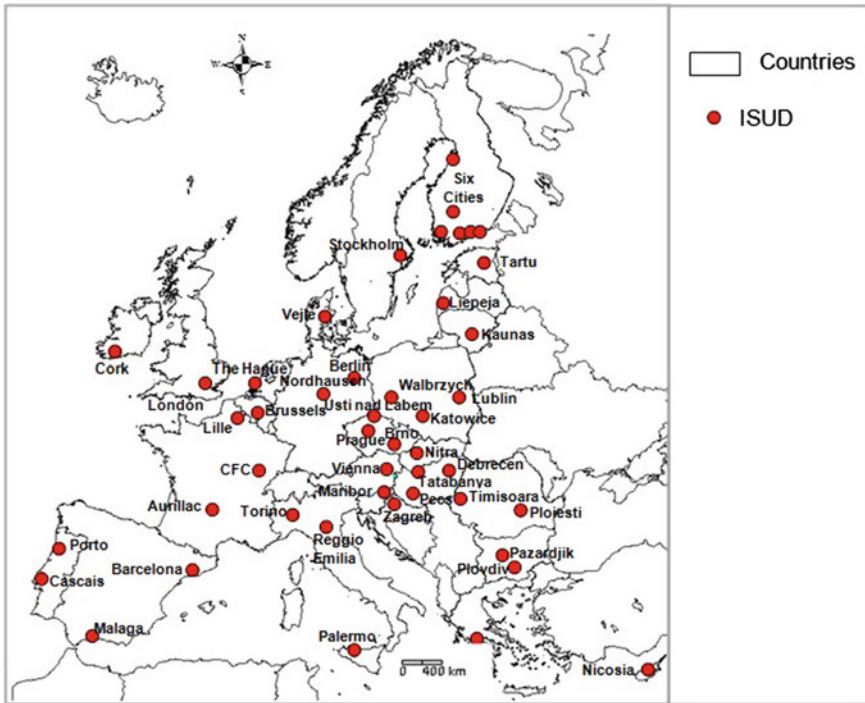 N
W E
S
Countries
ISUD
Six
Cities
Stockholm
Tartu
Liepeja
Vejle
Kaunas
Cork
The Hague
Berlin
Nordhausen
Walbrzych
London
Usti nad Labem
Lublin
Brussels
Lille
Katowice
Prague
Brno
Nitra
CFC
Vienna
Debrecen
Tatabanya
Maribor
Pecs
Timisoara
Aurillac
Torino
Zagreb
Ploiesti
Reggio
Emilia
Porto
Pazardjik
Barcelona
Plovdiv
Cascais
Malaga
Palermo
Nicosia
0 400 km